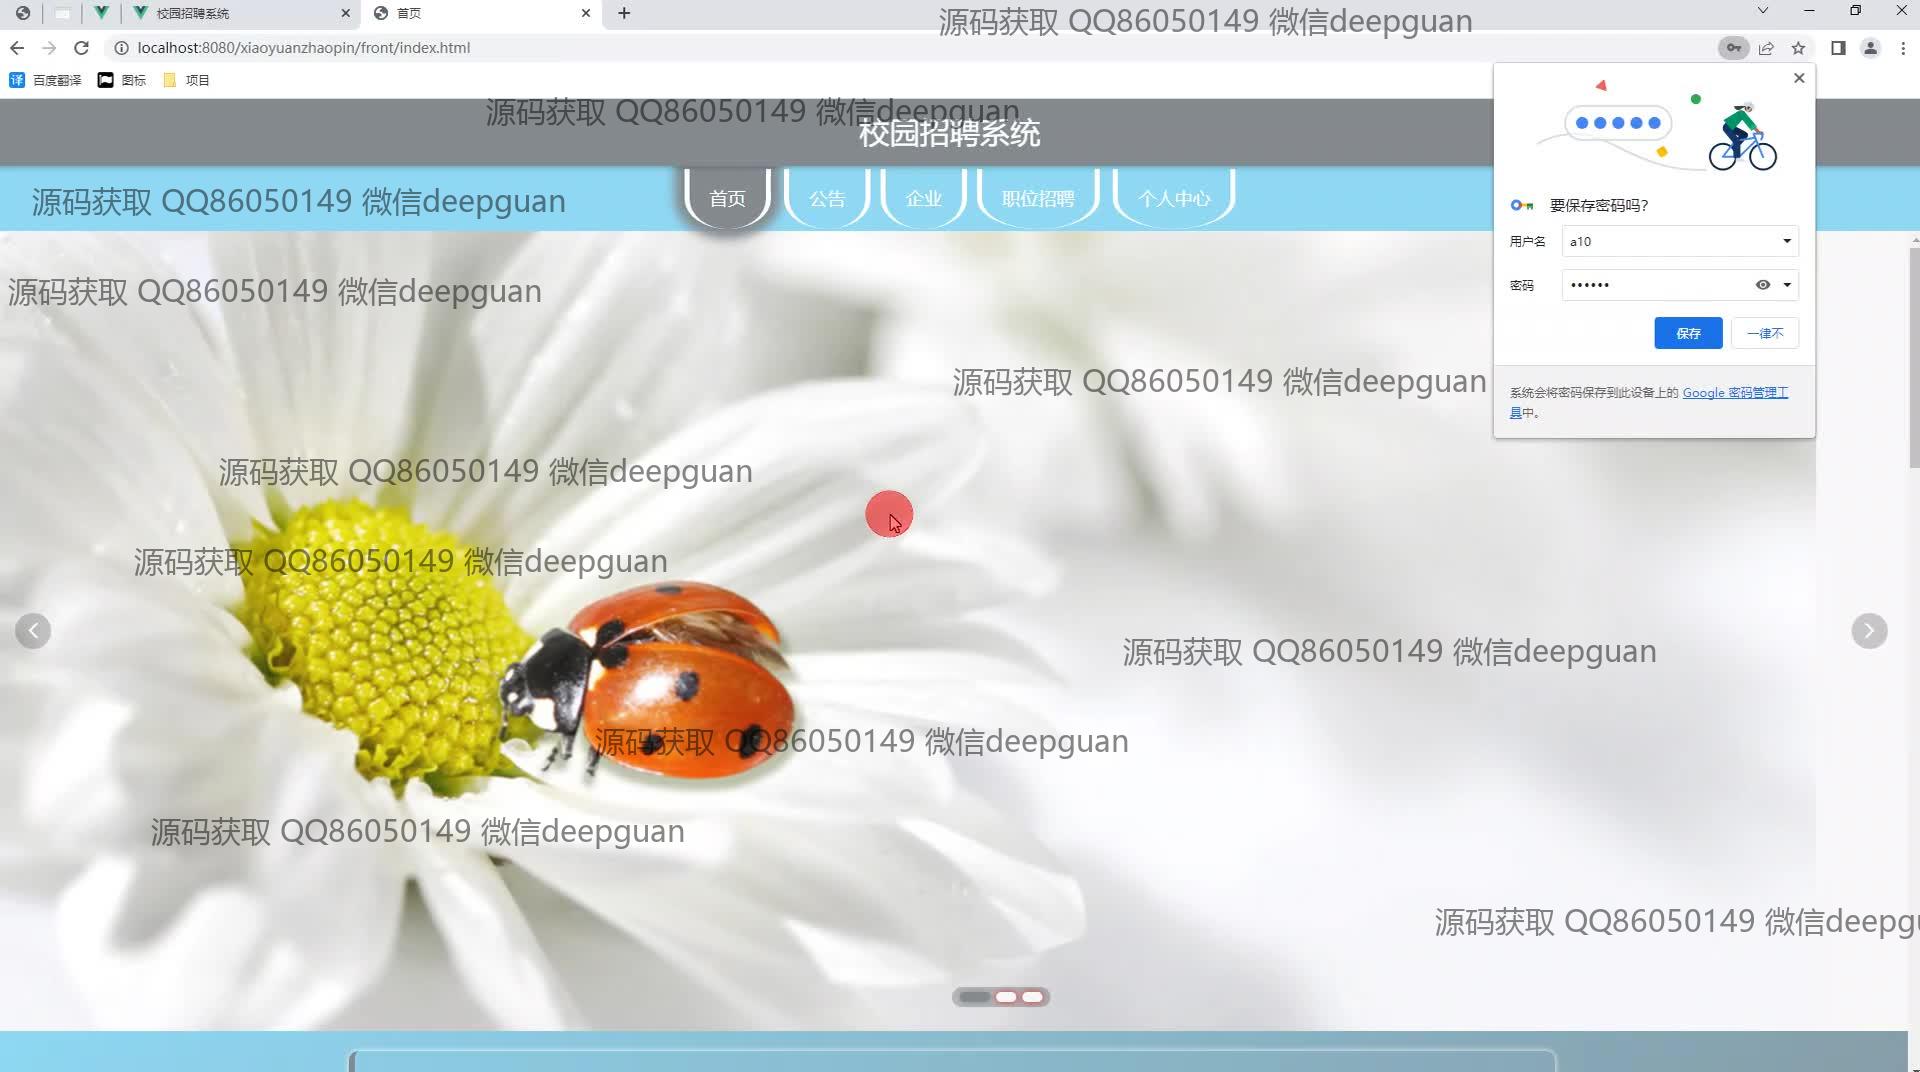 校园招聘系统
首页
源码获取 QQ86050149 微信deepguan
localhost:8080/xiaoyuanzhaopin/front/index.html
百度翻译
图标
项目
源码获取 QQ86050149 微信deepguan
校园招聘系统
源码获取 QQ86050149 微信deepguan
首页
公告
企业
职位招聘
个人中心
要保存密码吗?
用户名
a10
密码
••••••
保存
一律不
系统会将密码保存到此设备上的 Google 密码管理工
具中。
源码获取 QQ86050149 微信deepguan
源码获取 QQ86050149 微信deepguan
源码获取 QQ86050149 微信deepguan
源码获取 QQ86050149 微信deepguan
源码获取 QQ86050149 微信deepguan
源码获取 QQ86050149 微信deepguan
源码获取 QQ86050149 微信deepguan
源码获取 QQ86050149 微信deepgu